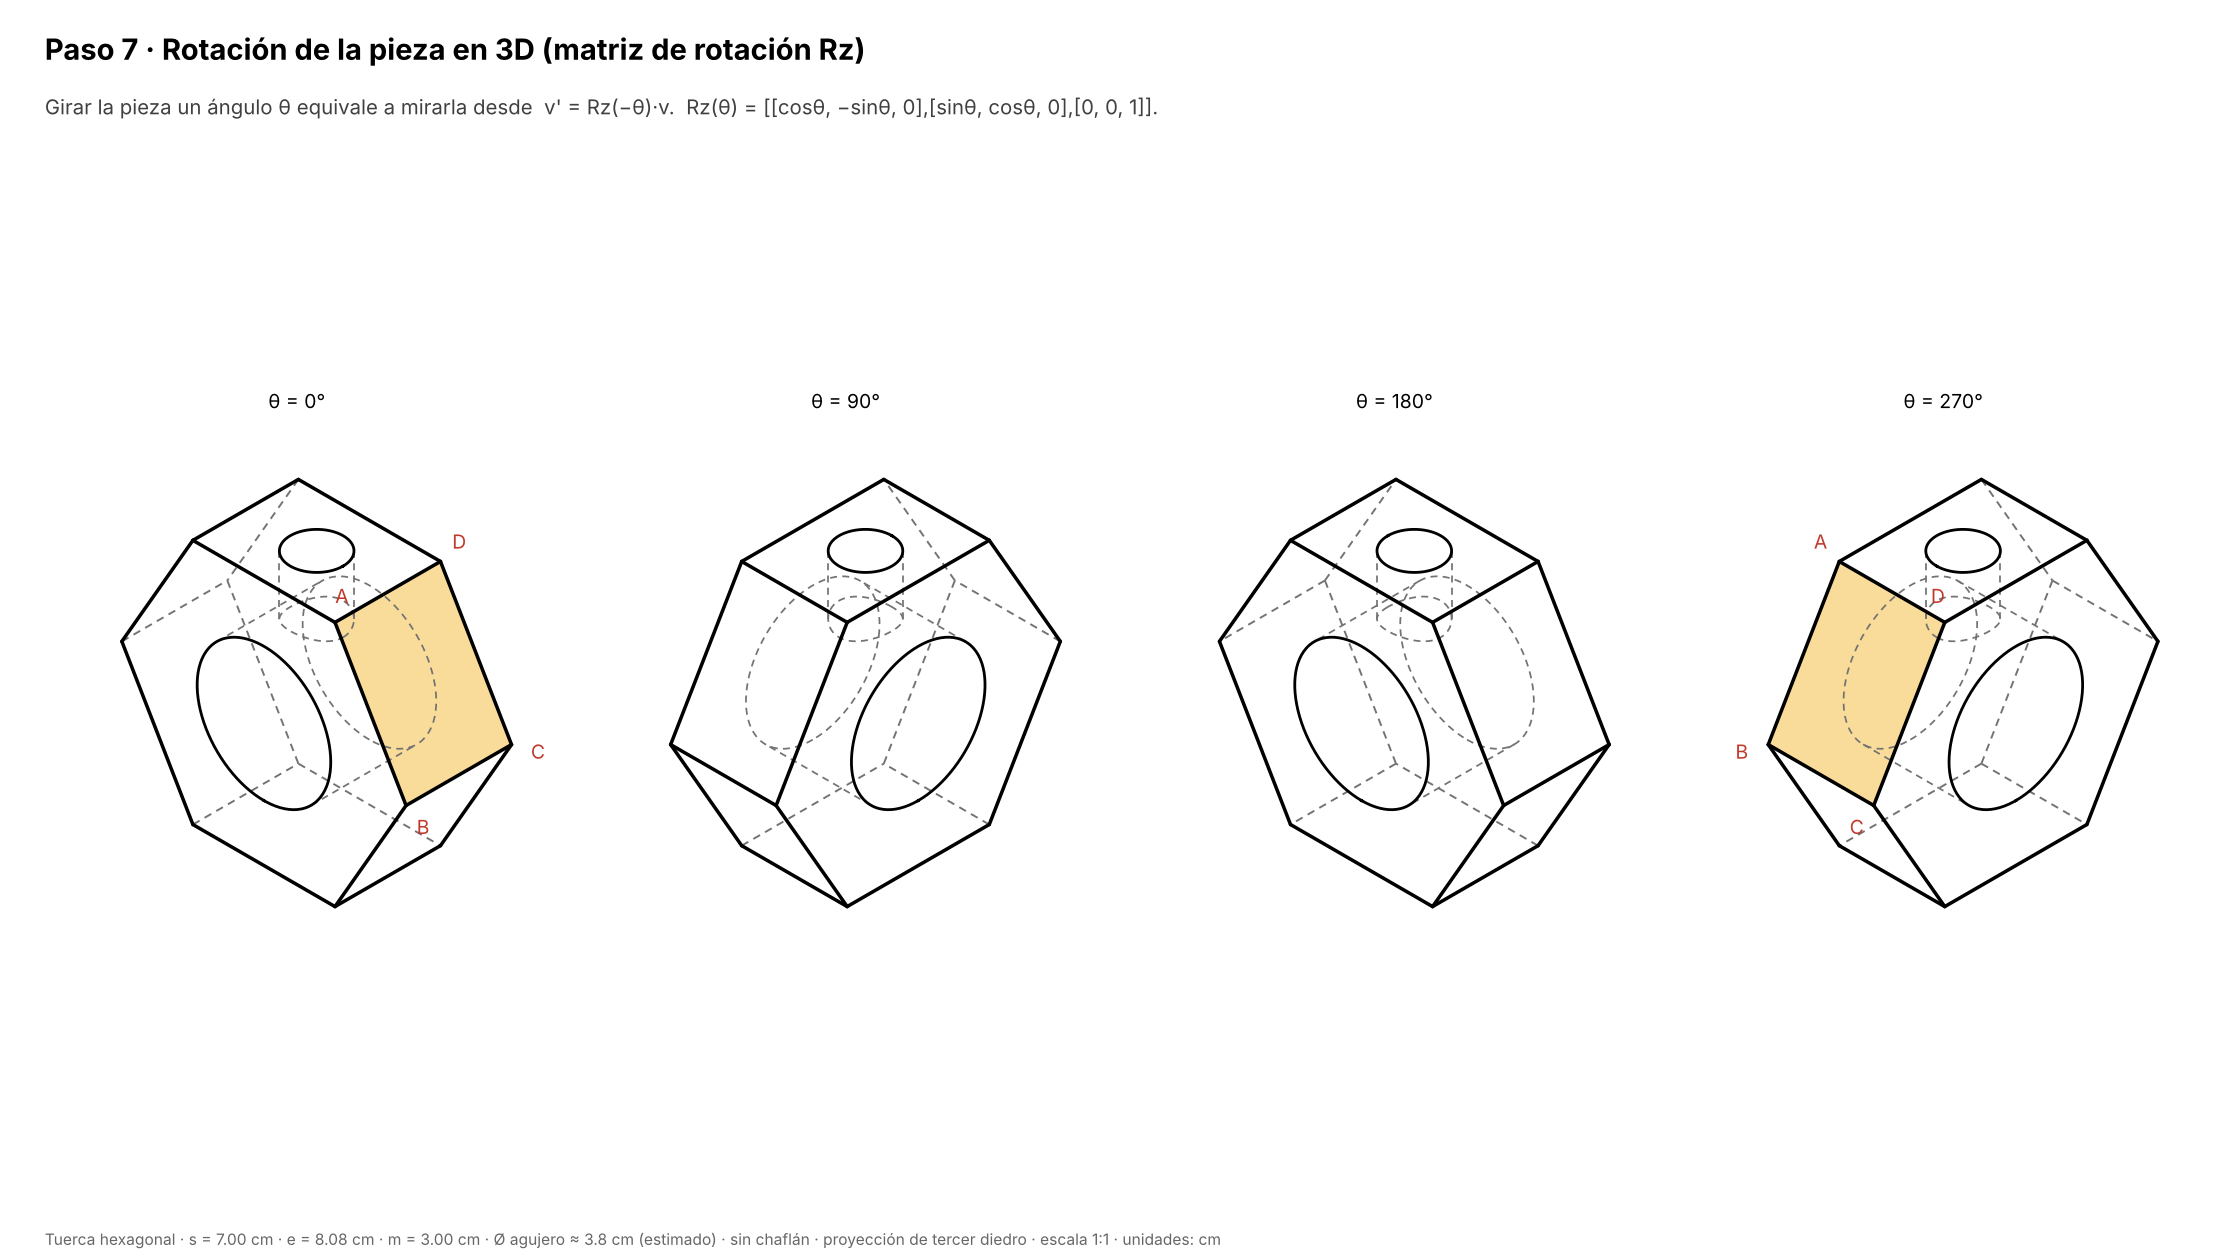 Paso 7 · Rotación de la pieza en 3D (matriz de rotación Rz)
Girar la pieza un ángulo θ equivale a mirarla desde v' = Rz(−θ)·v. Rz(θ) = [[cosθ, −sinθ, 0],[sinθ, cosθ, 0],[0, 0, 1]].
θ = 0°
θ = 90°
θ = 180°
θ = 270°
D
A
C
B
A
D
B
C
Tuerca hexagonal · s = 7.00 cm · e = 8.08 cm · m = 3.00 cm · Ø agujero ≈ 3.8 cm (estimado) · sin chaflán · proyección de tercer diedro · escala 1:1 · unidades: cm